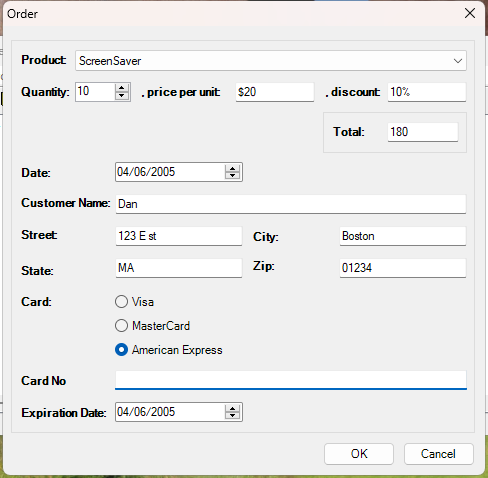 Order
Product: ScreenSaver
Quantity: 10 , price per unit: $20 , discount: 10%
Total: 180
Date: 04/06/2005
Customer Name: Dan
Street: 123 E st City: Boston
State: MA Zip: 01234
Card: Visa
MasterCard
American Express
Card No
Expiration Date: 04/06/2005
OK Cancel